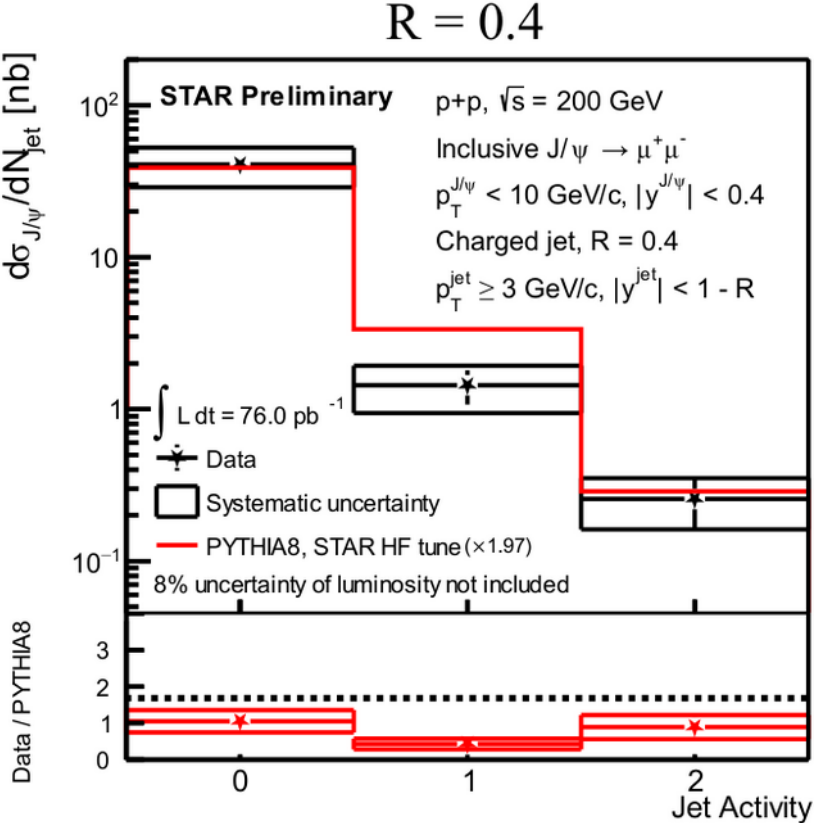 R = 0.4
dσ_{J/ψ}/dN_{jet} [nb]
STAR Preliminary
p+p, √s = 200 GeV
Inclusive J/ψ → μ⁺μ⁻
p_T^{J/ψ} < 10 GeV/c, |y^{J/ψ}| < 0.4
Charged jet, R = 0.4
p_T^{jet} ≥ 3 GeV/c, |y^{jet}| < 1 - R
10²
10
1
10⁻¹
∫ L dt = 76.0 pb⁻¹
Data
Systematic uncertainty
PYTHIA8, STAR HF tune (×1.97)
8% uncertainty of luminosity not included
Data / PYTHIA8
3
2
1
0
0 1 2
Jet Activity